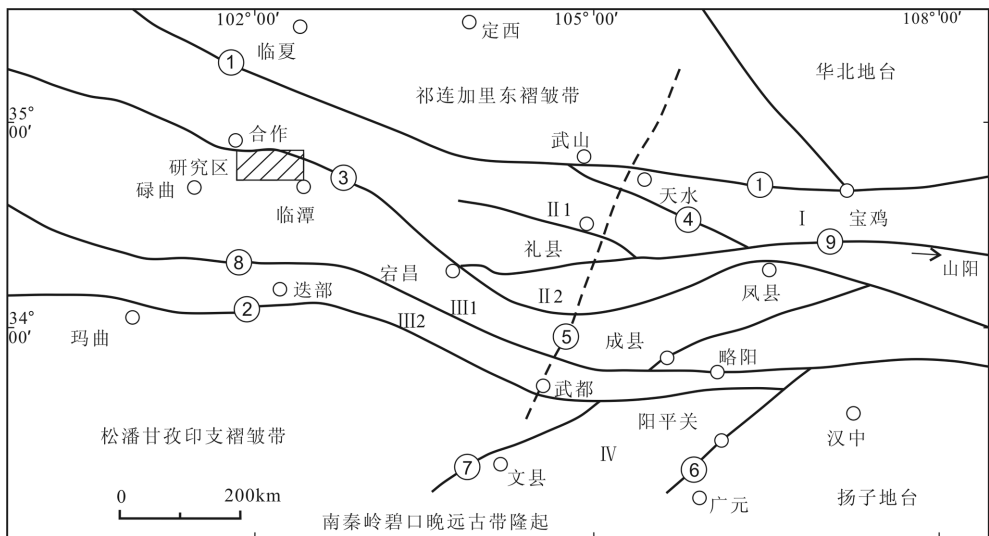 102°00′
105°00′
108°00′
临夏
定西
①
华北地台
祁连加里东褶皱带
35°
00′
合作
武山
研究区
③
碌曲
临潭
天水
①
Ⅱ1
④
Ⅰ
宝鸡
礼县
⑨
山阳
⑧
宕昌
迭部
Ⅱ2
凤县
②
Ⅲ1
34°
00′
Ⅲ2
玛曲
⑤
成县
略阳
武都
阳平关
汉中
松潘甘孜印支褶皱带
Ⅳ
⑦
文县
⑥
0
200km
广元
扬子地台
南秦岭碧口晚远古带隆起